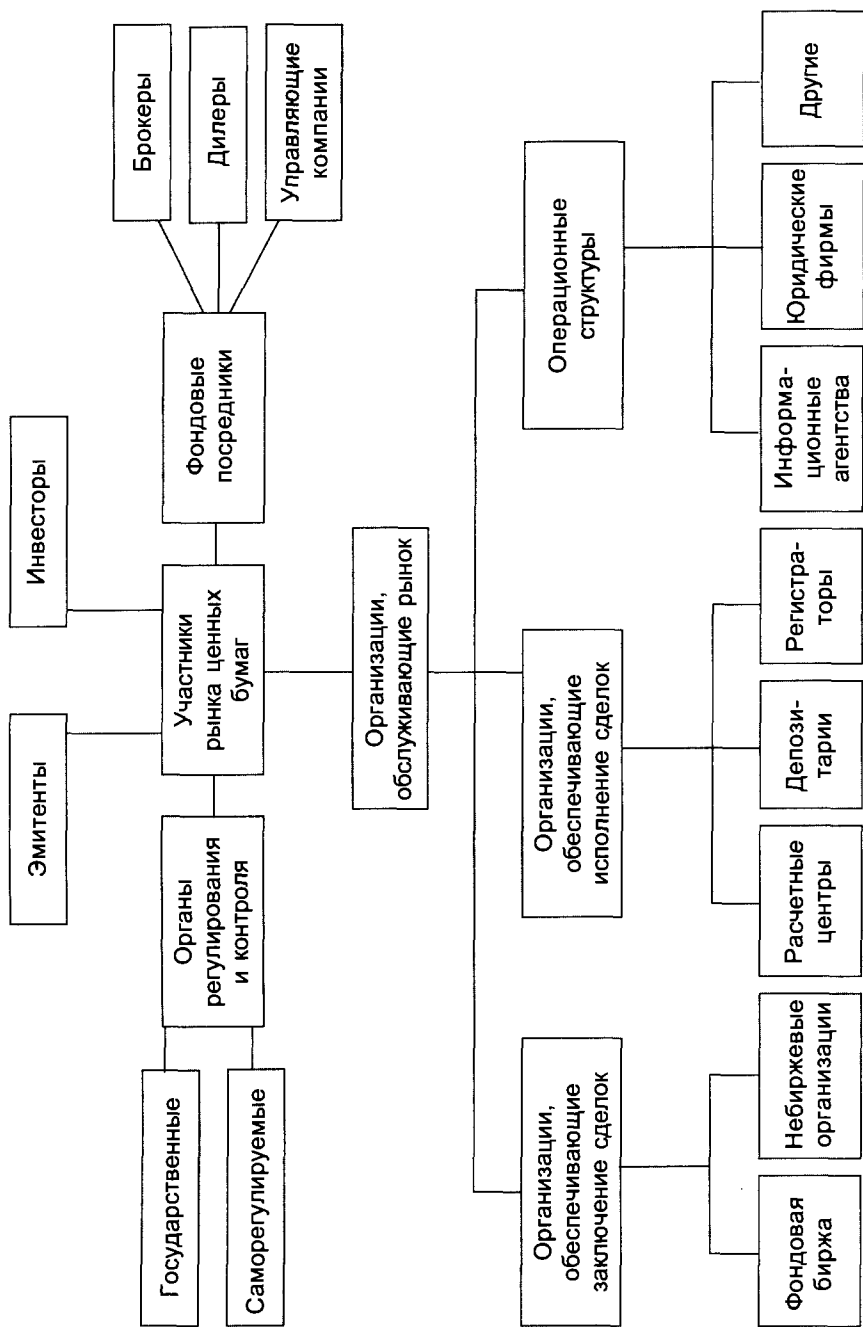 Эмитенты
Инвесторы
Государственные
Саморегулируемые
Органы
регулирования
и контроля
Участники
рынка ценных
бумаг
Фондовые
посредники
Брокеры
Дилеры
Управляющие
компании
Организации,
обслуживающие рынок
Организации,
обеспечивающие
заключение сделок
Организации,
обеспечивающие
исполнение сделок
Операционные
структуры
Фондовая
биржа
Небиржевые
организации
Расчетные
центры
Депози-
тарии
Регистра-
торы
Информа-
ционные
агентства
Юридические
фирмы
Другие